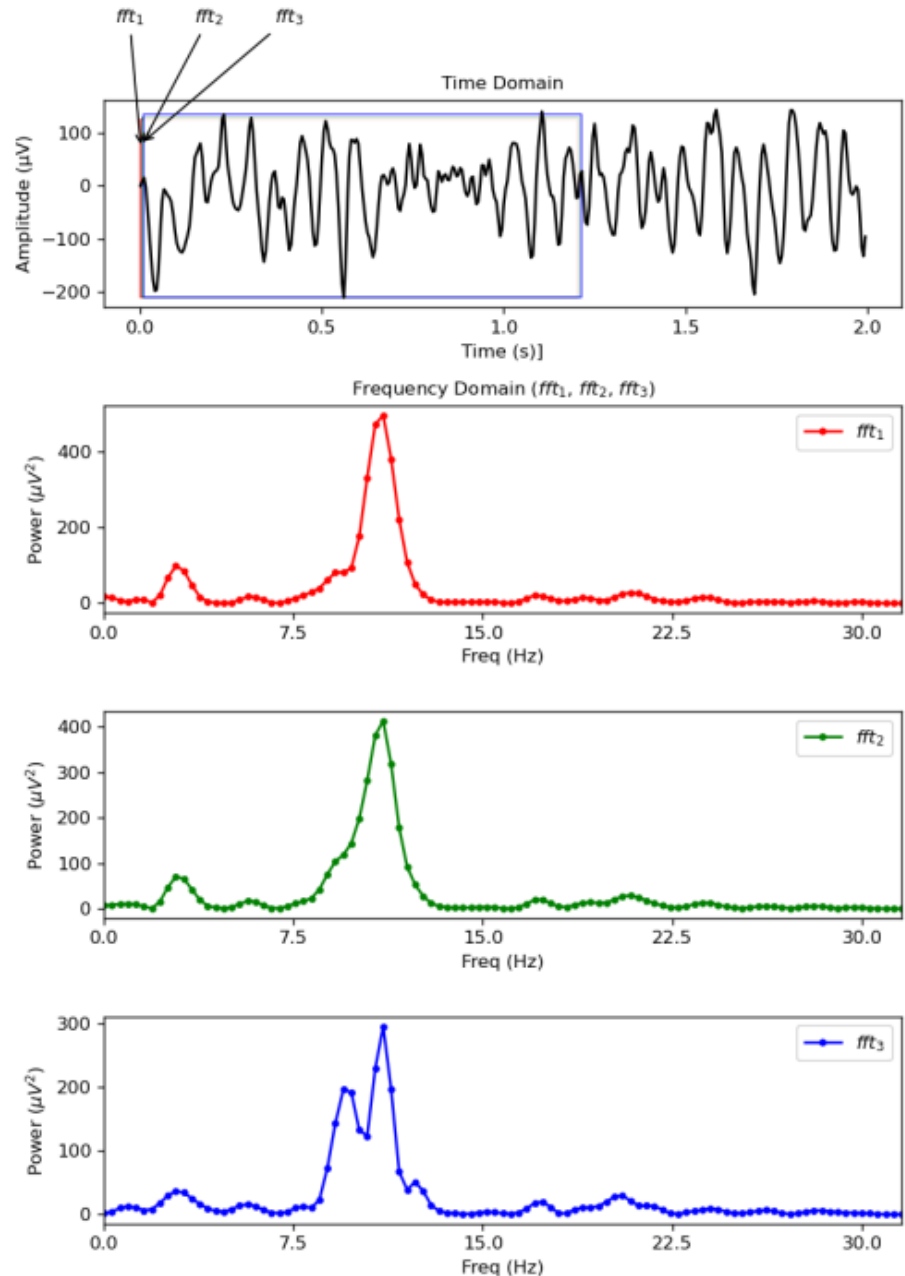 fft₁ fft₂ fft₃
Time Domain
Amplitude (µV)
100
0
−100
−200
0.0 0.5 1.0 1.5 2.0
Time (s)]
Frequency Domain (fft₁, fft₂, fft₃)
Power (µV²)
400
200
0
fft₁
0.0 7.5 15.0 22.5 30.0
Freq (Hz)
Power (µV²)
400
300
200
100
0
fft₂
0.0 7.5 15.0 22.5 30.0
Freq (Hz)
Power (µV²)
300
200
100
0
fft₃
0.0 7.5 15.0 22.5 30.0
Freq (Hz)